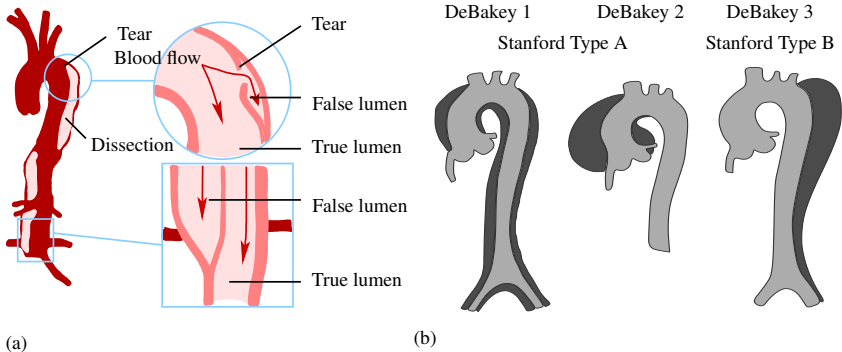 Tear
Blood flow
Dissection
Tear
False lumen
True lumen
False lumen
True lumen
(a)
DeBakey 1 DeBakey 2 DeBakey 3
Stanford Type A Stanford Type B
(b)